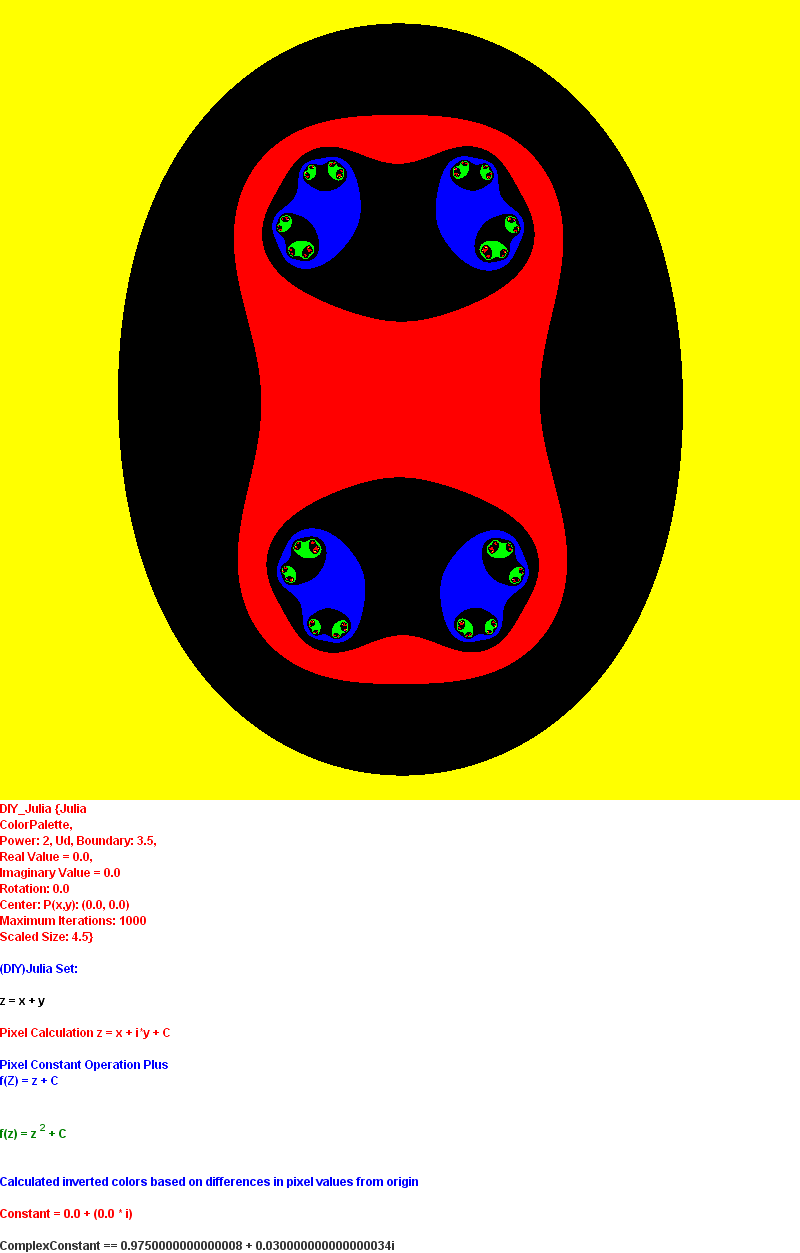 DIY_Julia {Julia
ColorPalette,
Power: 2, Ud, Boundary: 3.5,
Real Value = 0.0,
Imaginary Value = 0.0
Rotation: 0.0
Center: P(x,y): (0.0, 0.0)
Maximum Iterations: 1000
Scaled Size: 4.5}
(DIY)Julia Set:
z = x + y
Pixel Calculation z = x + i*y + C
Pixel Constant Operation Plus
f(Z) = z + C
f(z) = z ² + C
Calculated inverted colors based on differences in pixel values from origin
Constant = 0.0 + (0.0 * i)
ComplexConstant == 0.9750000000000008 + 0.030000000000000034i